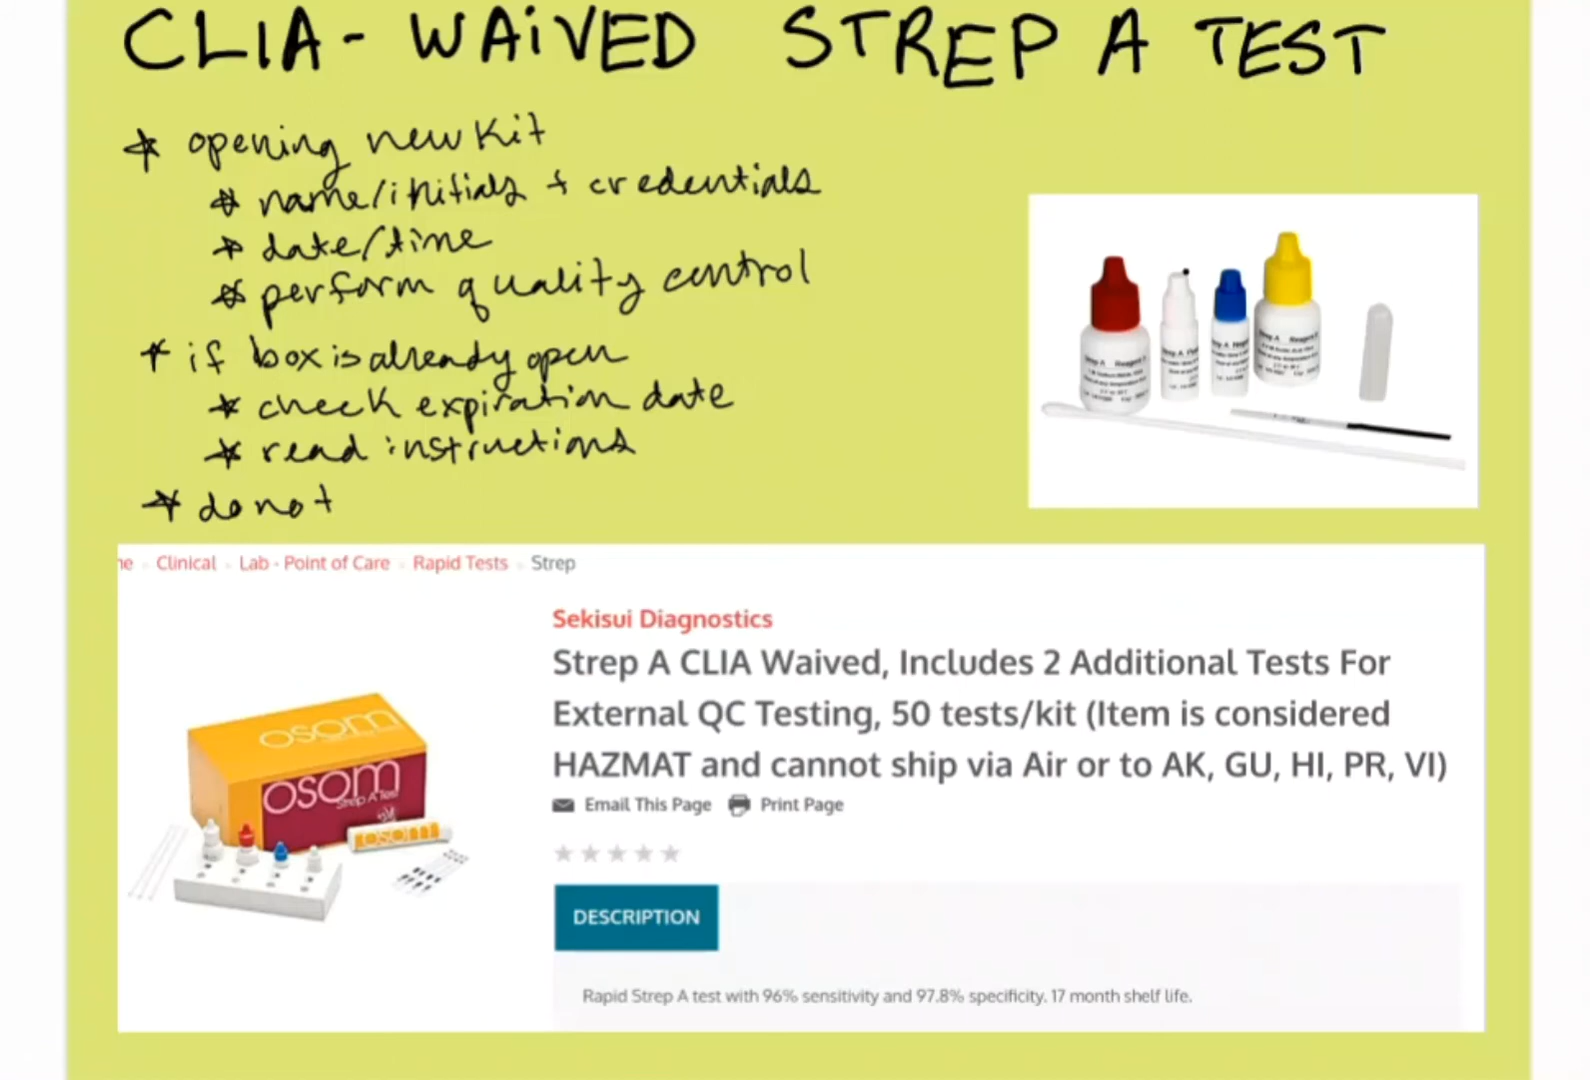 CLIA-WAIVED STREP A TEST
* opening new kit
* name/initials + credentials
* date/time
* perform quality control
* if box is already open
* check expiration date
* read instructions
* do not
Clinical Lab - Point of Care Rapid Tests Strep
Sekisui Diagnostics
Strep A CLIA Waived, Includes 2 Additional Tests For
External QC Testing, 50 tests/kit (Item is considered
HAZMAT and cannot ship via Air or to AK, GU, HI, PR, VI)
Email This Page Print Page
osom
osom
Strep A Test
osom
DESCRIPTION
Rapid Strep A test with 96% sensitivity and 97.8% specificity. 17 month shelf life.